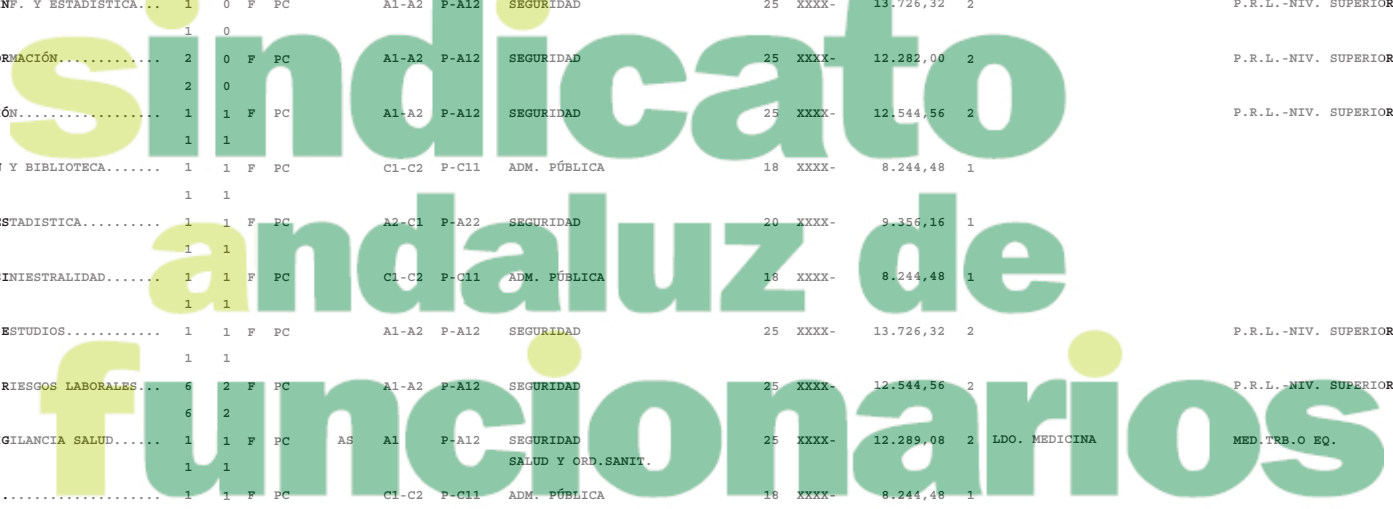 NF. Y ESTADISTICA... 1 0 F PC A1-A2 P-A12 SEGURIDAD 25 XXXX- 13.726,32 2 P.R.L.-NIV. SUPERIOR
1 0
RMACIÓN............. 2 0 F PC A1-A2 P-A12 SEGURIDAD 25 XXXX- 12.282,00 2 P.R.L.-NIV. SUPERIOR
2 0
ÓN.................. 1 1 F PC A1-A2 P-A12 SEGURIDAD 25 XXXX- 12.544,56 2 P.R.L.-NIV. SUPERIOR
1 1
Y BIBLIOTECA....... 1 1 F PC C1-C2 P-C11 ADM. PÚBLICA 18 XXXX- 8.244,48 1
1 1
STADISTICA.......... 1 1 F PC A2-C1 P-A22 SEGURIDAD 20 XXXX- 9.356,16 1
1 1
INIESTRALIDAD....... 1 1 F PC C1-C2 P-C11 ADM. PÚBLICA 18 XXXX- 8.244,48 1
1 1
ESTUDIOS............ 1 1 F PC A1-A2 P-A12 SEGURIDAD 25 XXXX- 13.726,32 2 P.R.L.-NIV. SUPERIOR
1 1
RIESGOS LABORALES... 6 2 F PC A1-A2 P-A12 SEGURIDAD 25 XXXX- 12.544,56 2 P.R.L.-NIV. SUPERIOR
6 2
GILANCIA SALUD...... 1 1 F PC AS A1 P-A12 SEGURIDAD 25 XXXX- 12.289,08 2 LDO. MEDICINA MED.TRB.O EQ.
1 1 SALUD Y ORD.SANIT.
.................... 1 1 F PC C1-C2 P-C11 ADM. PÚBLICA 18 XXXX- 8.244,48 1
sindicato
andaluz de
funcionarios